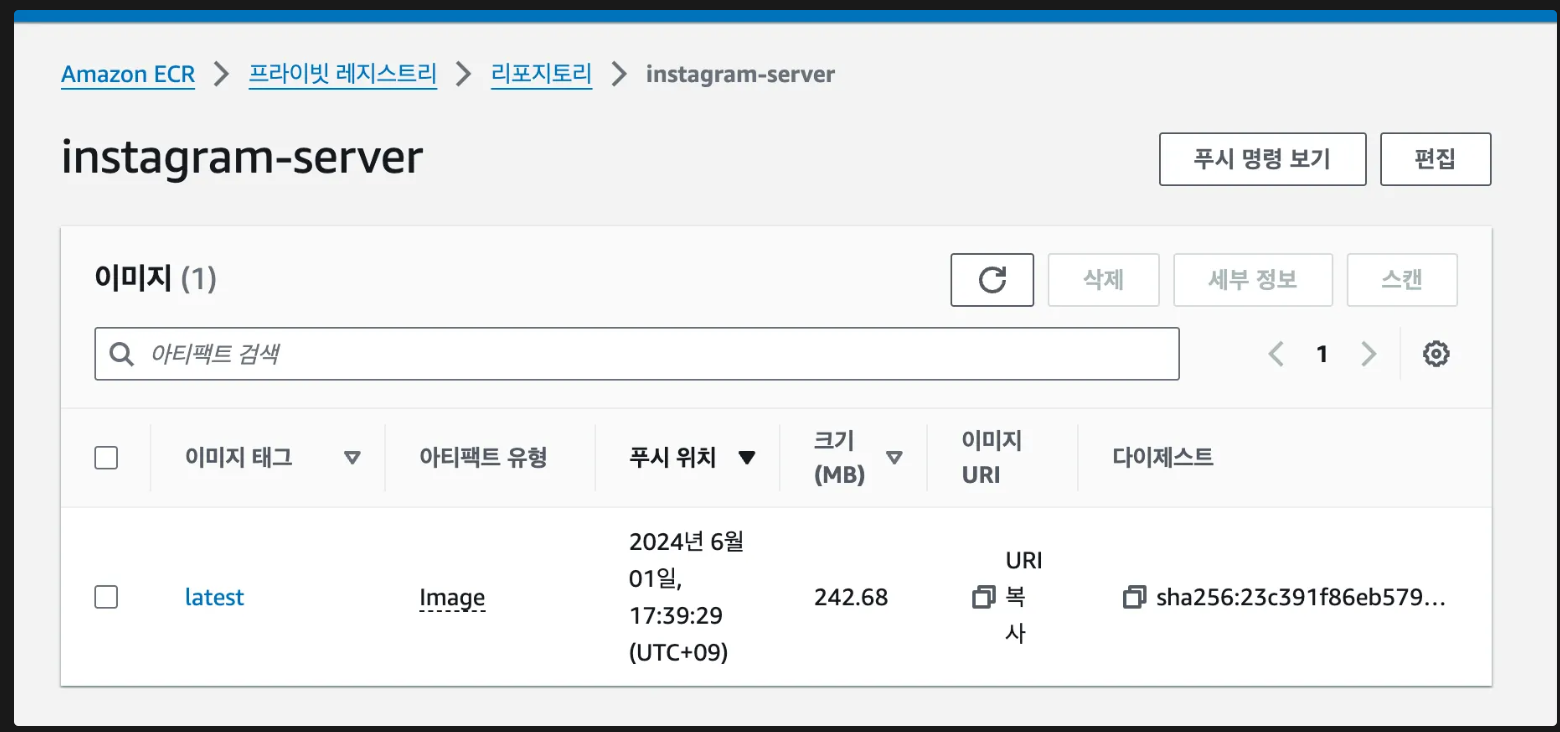 Amazon ECR > 프라이빗 레지스트리 > 리포지토리 > instagram-server
instagram-server
푸시 명령 보기
편집
이미지 (1)
삭제
세부 정보
스캔
아티팩트 검색
1
이미지 태그
아티팩트 유형
푸시 위치
크기
(MB)
이미지
URI
다이제스트
latest
Image
2024년 6월
01일,
17:39:29
(UTC+09)
242.68
URI
복
사
sha256:23c391f86eb579...